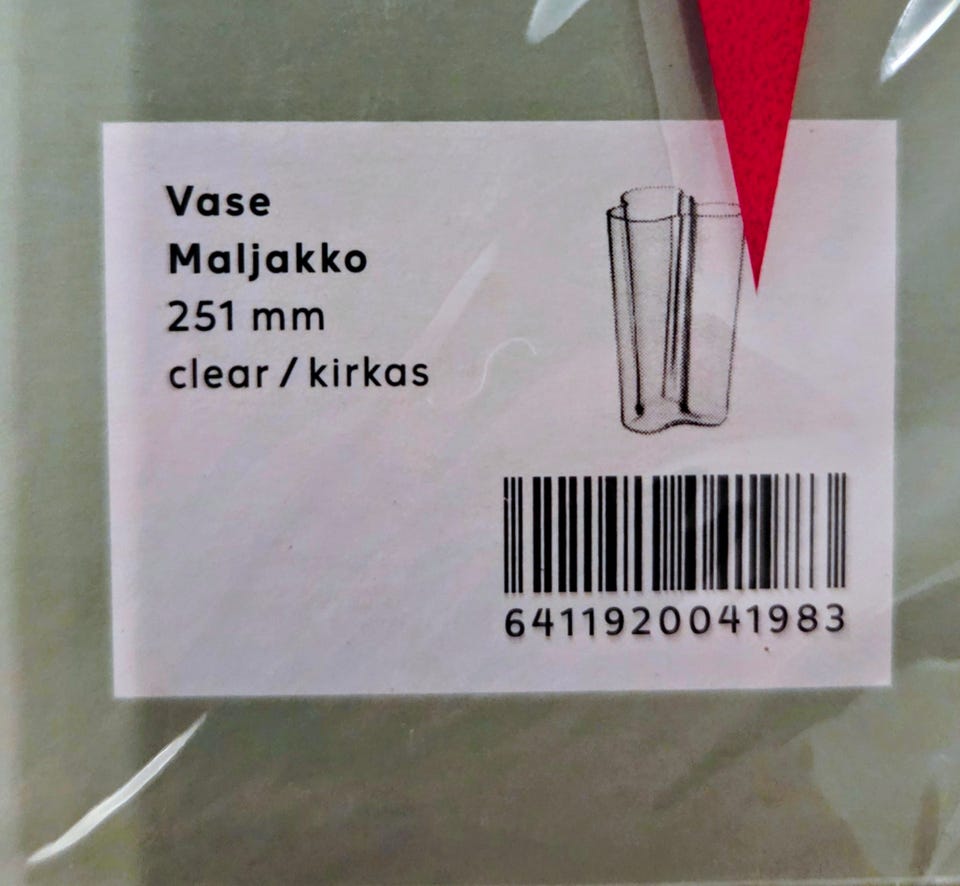 Vase
Maljakko
251 mm
clear / kirkas
6411920041983